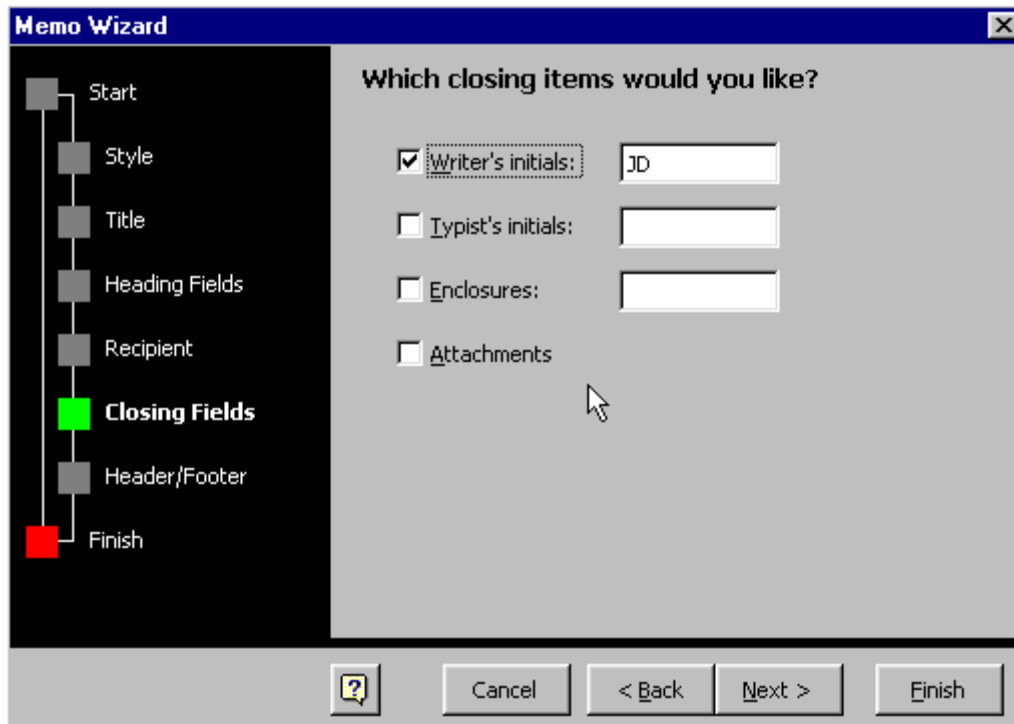 Memo Wizard
Start
Style
Title
Heading Fields
Recipient
Closing Fields
Header/Footer
Finish
Which closing items would you like?
Writer's initials: JD
Typist's initials:
Enclosures:
Attachments
? Cancel < Back Next > Finish